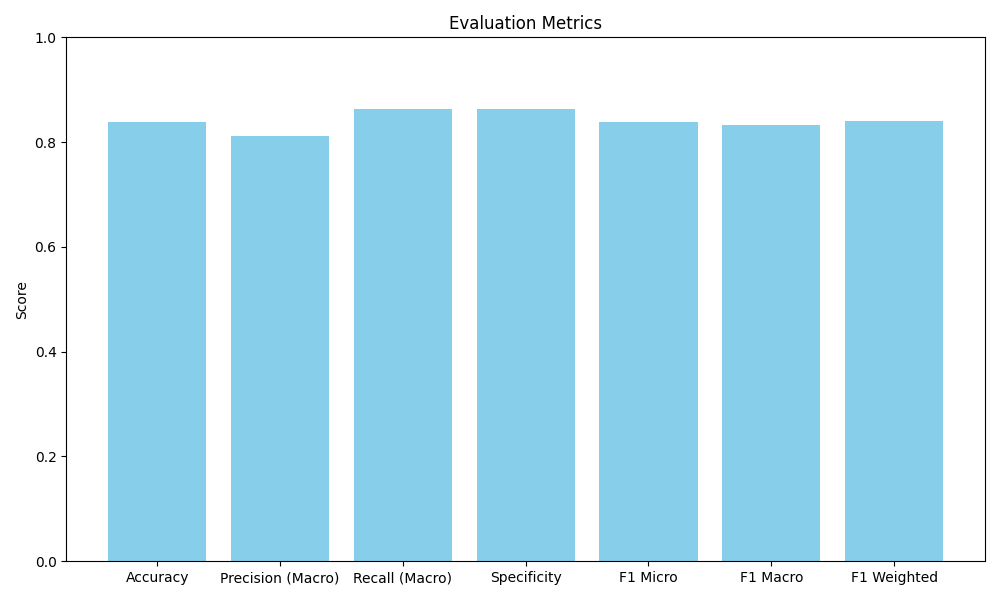 Evaluation Metrics
1.0
0.8
0.6
0.4
0.2
0.0
Score
Accuracy
Precision (Macro)
Recall (Macro)
Specificity
F1 Micro
F1 Macro
F1 Weighted